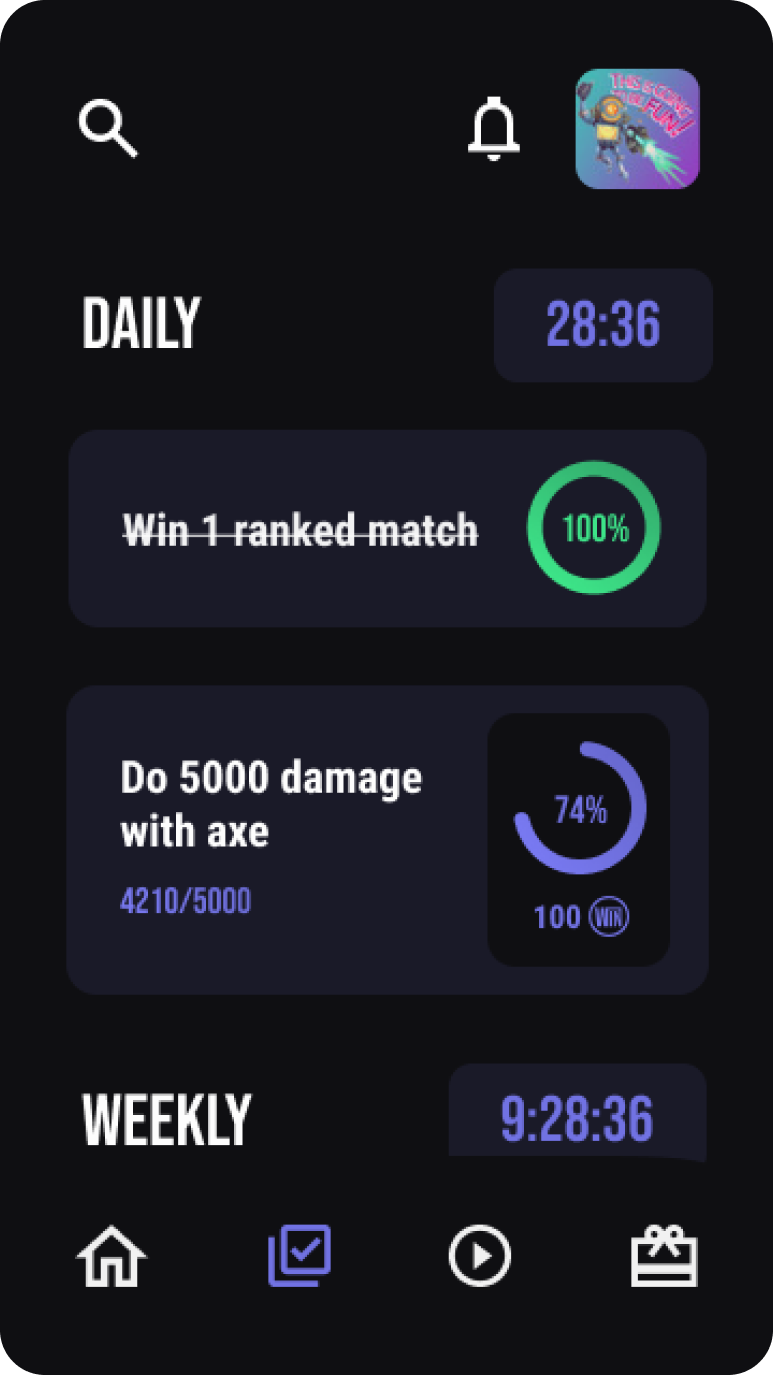 THIS IS GOING
TO BE FUN!
DAILY
28:36
Win 1 ranked match
100%
Do 5000 damage
with axe
4210/5000
74%
100 WIN
WEEKLY
9:28:36